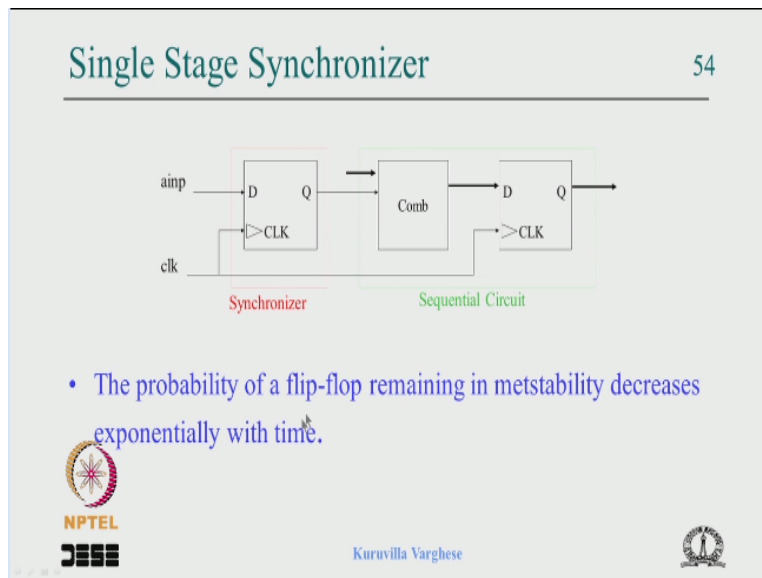 Single Stage Synchronizer
54
ainp
D Q
CLK
Comb
D Q
CLK
clk
Synchronizer
Sequential Circuit
• The probability of a flip-flop remaining in metstability decreases
exponentially with time.
NPTEL
DESE
Kuruvilla Varghese